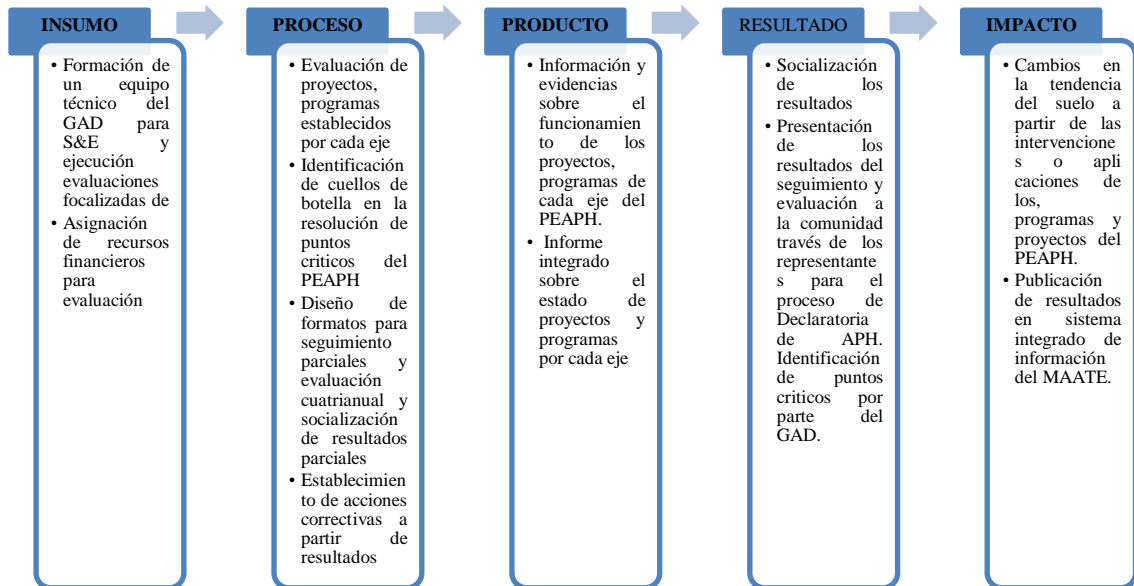 INSUMO
• Formación de
un equipo
técnico del
GAD para
S&E y
ejecución
evaluaciones
focalizadas de
• Asignación
de recursos
financieros
para
evaluación
PROCESO
• Evaluación de
proyectos,
programas
establecidos
por cada eje
• Identificación
de cuellos de
botella en la
resolución de
puntos
criticos del
PEAPH
• Diseño de
formatos para
seguimiento
parciales y
evaluación
cuatrianual y
socialización
de resultados
parciales
• Establecimien
to de acciones
correctivas a
partir de
resultados
PRODUCTO
• Información y
evidencias
sobre el
funcionamien
to de los
proyectos,
programas de
cada eje del
PEAPH.
• Informe
integrado
sobre el
estado de
proyectos y
programas
por cada eje
RESULTADO
• Socialización
de los
resultados
• Presentación
de los
resultados del
seguimiento y
evaluación a
la comunidad
través de los
representante
s para el
proceso de
Declaratoria
de APH.
Identificación
de puntos
criticos por
parte del
GAD.
IMPACTO
• Cambios en
la tendencia
del suelo a
partir de las
intervencione
s o apli
caciones de
los,
programas y
proyectos del
PEAPH.
• Publicación
de resultados
en sistema
integrado de
información
del MAATE.